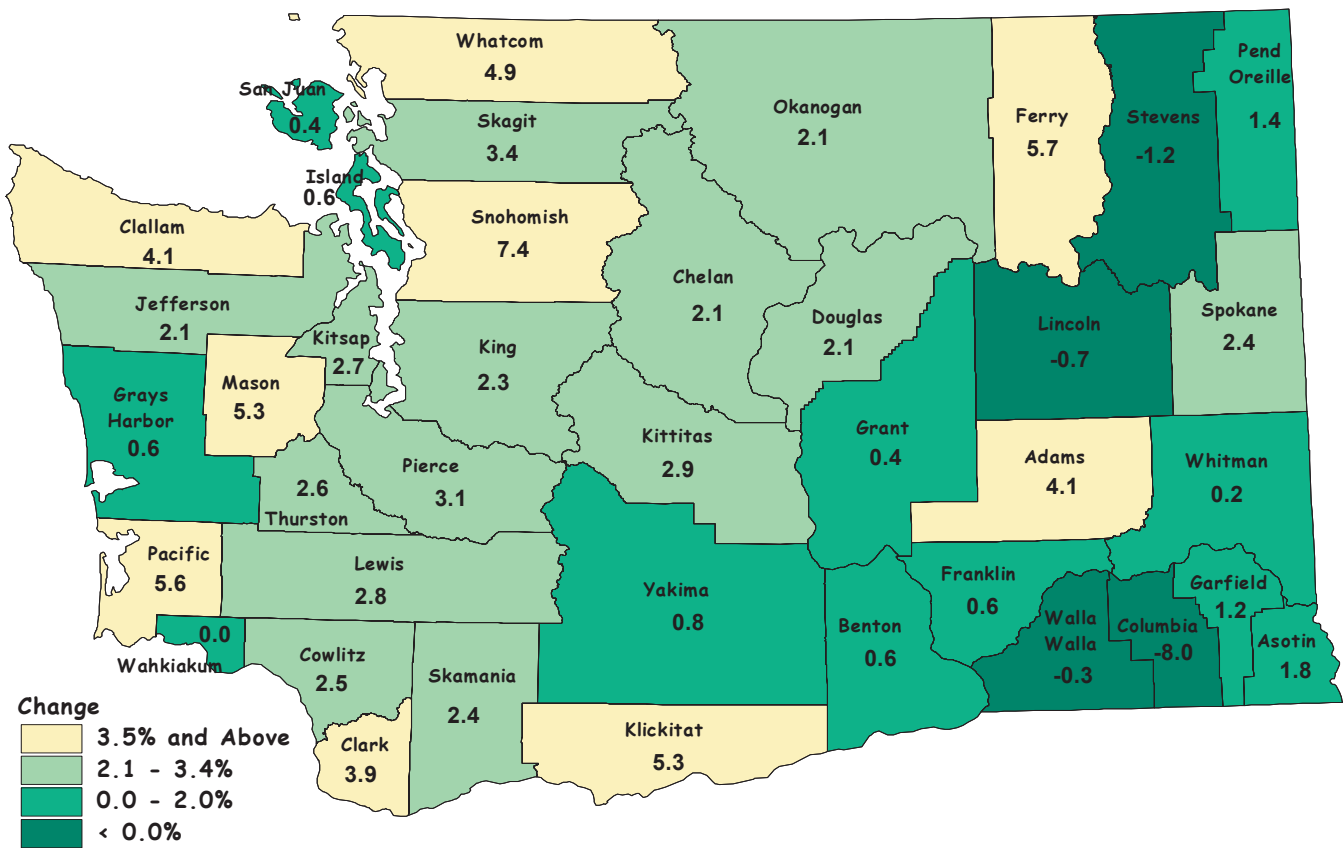 Whatcom
4.9
San Juan
0.4
Skagit
3.4
Island
0.6
Okanogan
2.1
Ferry
5.7
Stevens
-1.2
Pend
Oreille
1.4
Clallam
4.1
Snohomish
7.4
Chelan
2.1
Jefferson
2.1
Kitsap
2.7
King
2.3
Douglas
2.1
Lincoln
-0.7
Spokane
2.4
Grays
Harbor
0.6
Mason
5.3
Kittitas
2.9
Grant
0.4
Adams
4.1
Whitman
0.2
2.6
Thurston
Pierce
3.1
Pacific
5.6
Lewis
2.8
Yakima
0.8
Benton
0.6
Franklin
0.6
Walla
Walla
-0.3
Columbia
-8.0
Garfield
1.2
Asotin
1.8
0.0
Wahkiakum
Cowlitz
2.5
Skamania
2.4
Clark
3.9
Klickitat
5.3
Change
3.5% and Above
2.1 - 3.4%
0.0 - 2.0%
< 0.0%